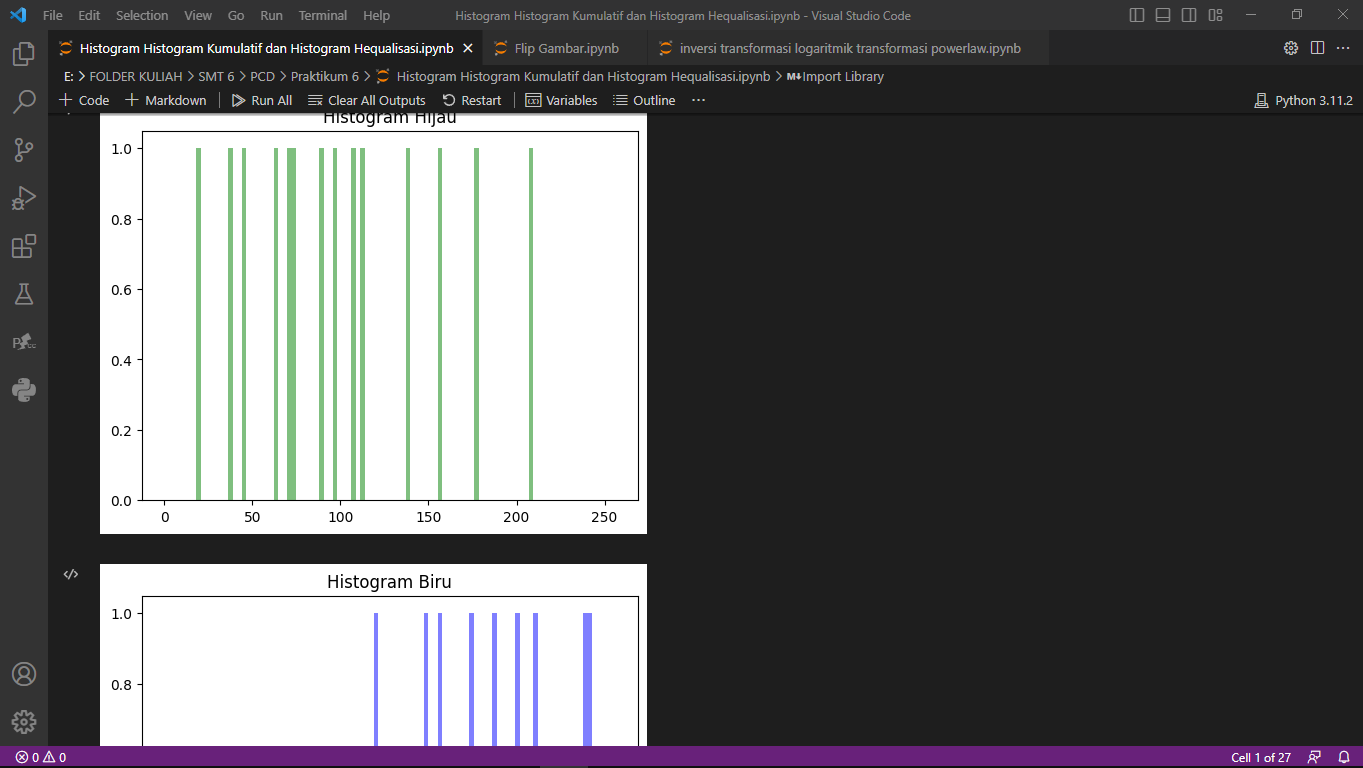 File Edit Selection View Go Run Terminal Help Histogram Histogram Kumulatif dan Histogram Hequalisasi.ipynb - Visual Studio Code
Histogram Histogram Kumulatif dan Histogram Hequalisasi.ipynb Flip Gambar.ipynb inversi transformasi logaritmik transformasi powerlaw.ipynb
E: > FOLDER KULIAH > SMT 6 > PCD > Praktikum 6 > Histogram Histogram Kumulatif dan Histogram Hequalisasi.ipynb > M↓Import Library
+ Code + Markdown Run All Clear All Outputs Restart Variables Outline ... Python 3.11.2
Histogram Hijau
1.0
0.8
0.6
0.4
0.2
0.0
0 50 100 150 200 250
Histogram Biru
1.0
0.8
0 0 Cell 1 of 27